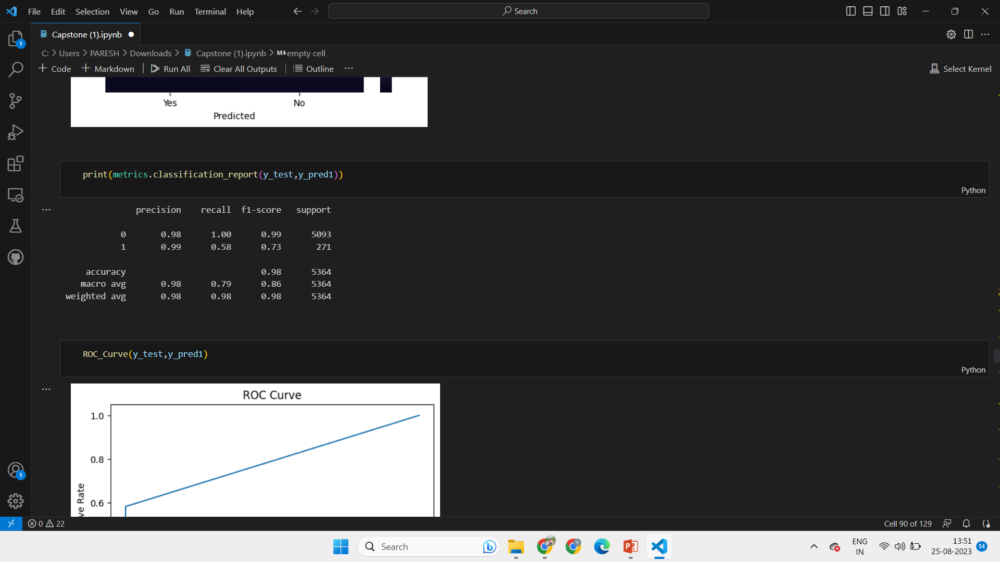 File Edit Selection View Go Run Terminal Help
Search
1
Capstone (1).ipynb
C: > Users > PARESH > Downloads > Capstone (1).ipynb > M↓empty cell
+ Code + Markdown | Run All Clear All Outputs | Outline ...
Select Kernel
Yes No
Predicted
print(metrics.classification_report(y_test,y_pred1))
Python
precision recall f1-score support
0 0.98 1.00 0.99 5093
1 0.99 0.58 0.73 271
accuracy 0.98 5364
macro avg 0.98 0.79 0.86 5364
weighted avg 0.98 0.98 0.98 5364
ROC_Curve(y_test,y_pred1)
Python
ROC Curve
1.0
0.8
0.6
ve Rate
1
0 22
Cell 90 of 129
Search
ENG
IN
13:51
25-08-2023
14